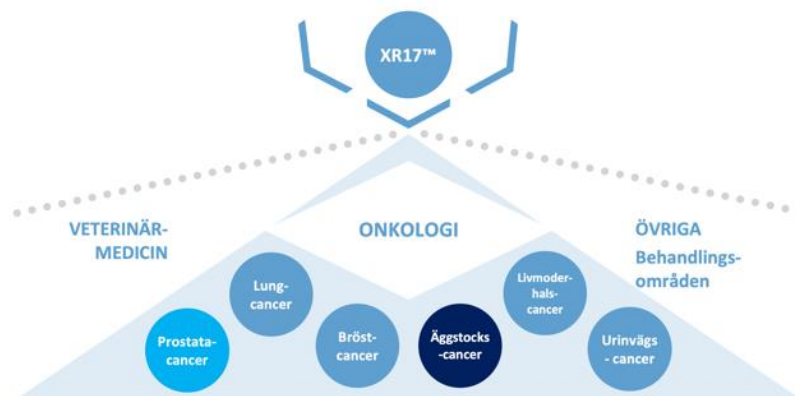 XR17™
VETERINÄR-
MEDICIN
ONKOLOGI
ÖVRIGA
Behandlings-
områden
Lung-
cancer
Livmoder-
hals-
cancer
Prostata-
cancer
Bröst-
cancer
Äggstocks
-cancer
Urinvägs
- cancer